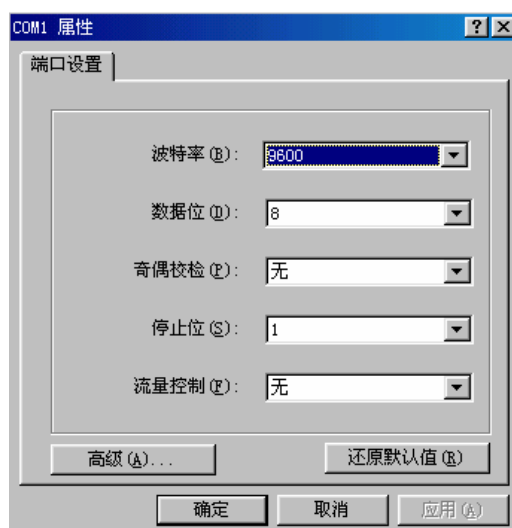 COM1 属性
端口设置
波特率(B): 9600
数据位(D): 8
奇偶校检(P): 无
停止位(S): 1
流量控制(F): 无
高级(A)... 还原默认值(R)
确定 取消 应用(A)